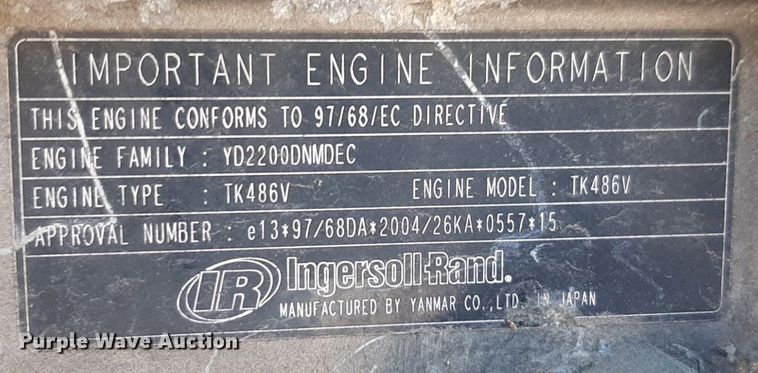 IMPORTANT ENGINE INFORMATION
THIS ENGINE CONFORMS TO 97/68/EC DIRECTIVE
ENGINE FAMILY : YD2200DNMDEC
ENGINE TYPE : TK486V ENGINE MODEL : TK486V
APPROVAL NUMBER : e13*97/68DA*2004/26KA*0557*15
IR Ingersoll-Rand.
MANUFACTURED BY YANMAR CO.,LTD. IN JAPAN
Purple Wave Auction